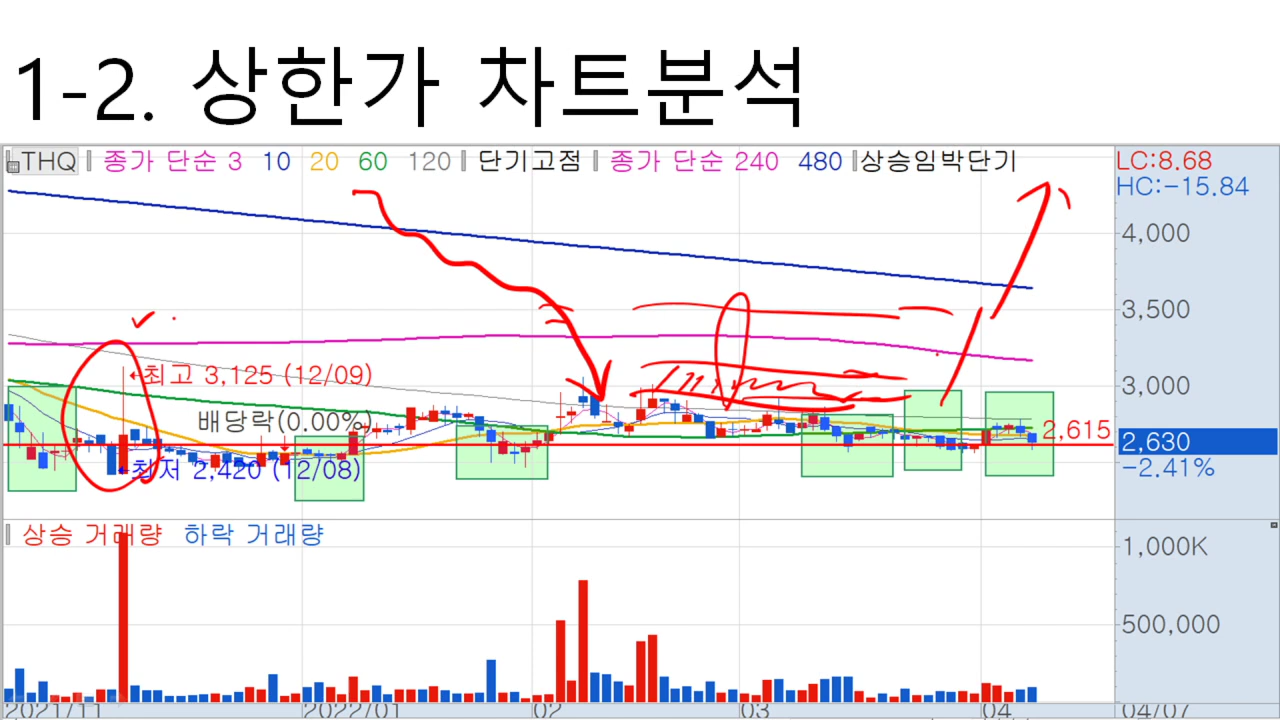 1-2. 상한가 차트분석
THQ 종가 단순 3 10 20 60 120 단기고점 종가 단순 240 480 상승임박단기
LC:8.68
HC:-15.84
4,000
3,500
←최고 3,125 (12/09)
3,000
배당락(0.00%)
2,615
2,630
←최저 2,420 (12/08)
-2.41%
상승 거래량 하락 거래량
1,000K
500,000
2021/11 2022/01 02 03 04 04/07